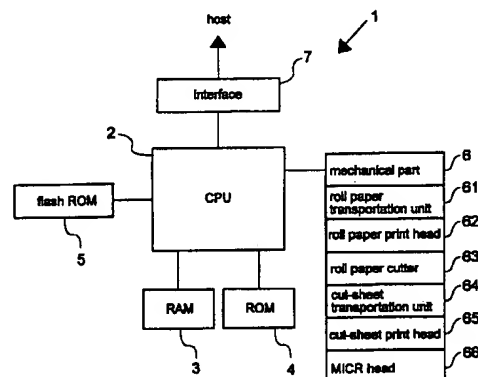 host
1
7
Interface
2
CPU
flash ROM
5
RAM
3
ROM
4
mechanical part
6
roll paper
transportation unit
61
roll paper print head
62
roll paper cutter
63
cut-sheet
transportation unit
64
cut-sheet print head
65
MICR head
66